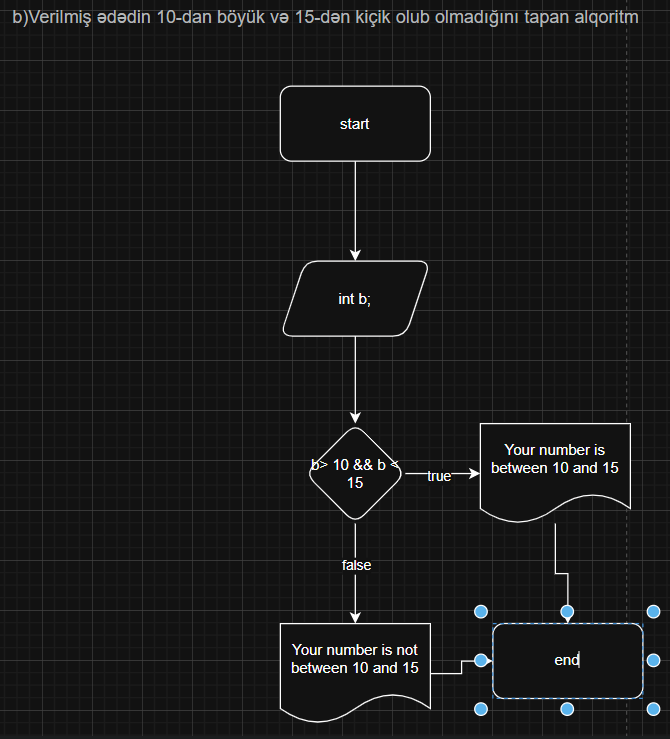 b)Verilmiş ədədin 10-dan böyük və 15-dən kiçik olub olmadığını tapan alqoritm
start
int b;
b> 10 && b <
15
true
Your number is
between 10 and 15
false
Your number is not
between 10 and 15
end